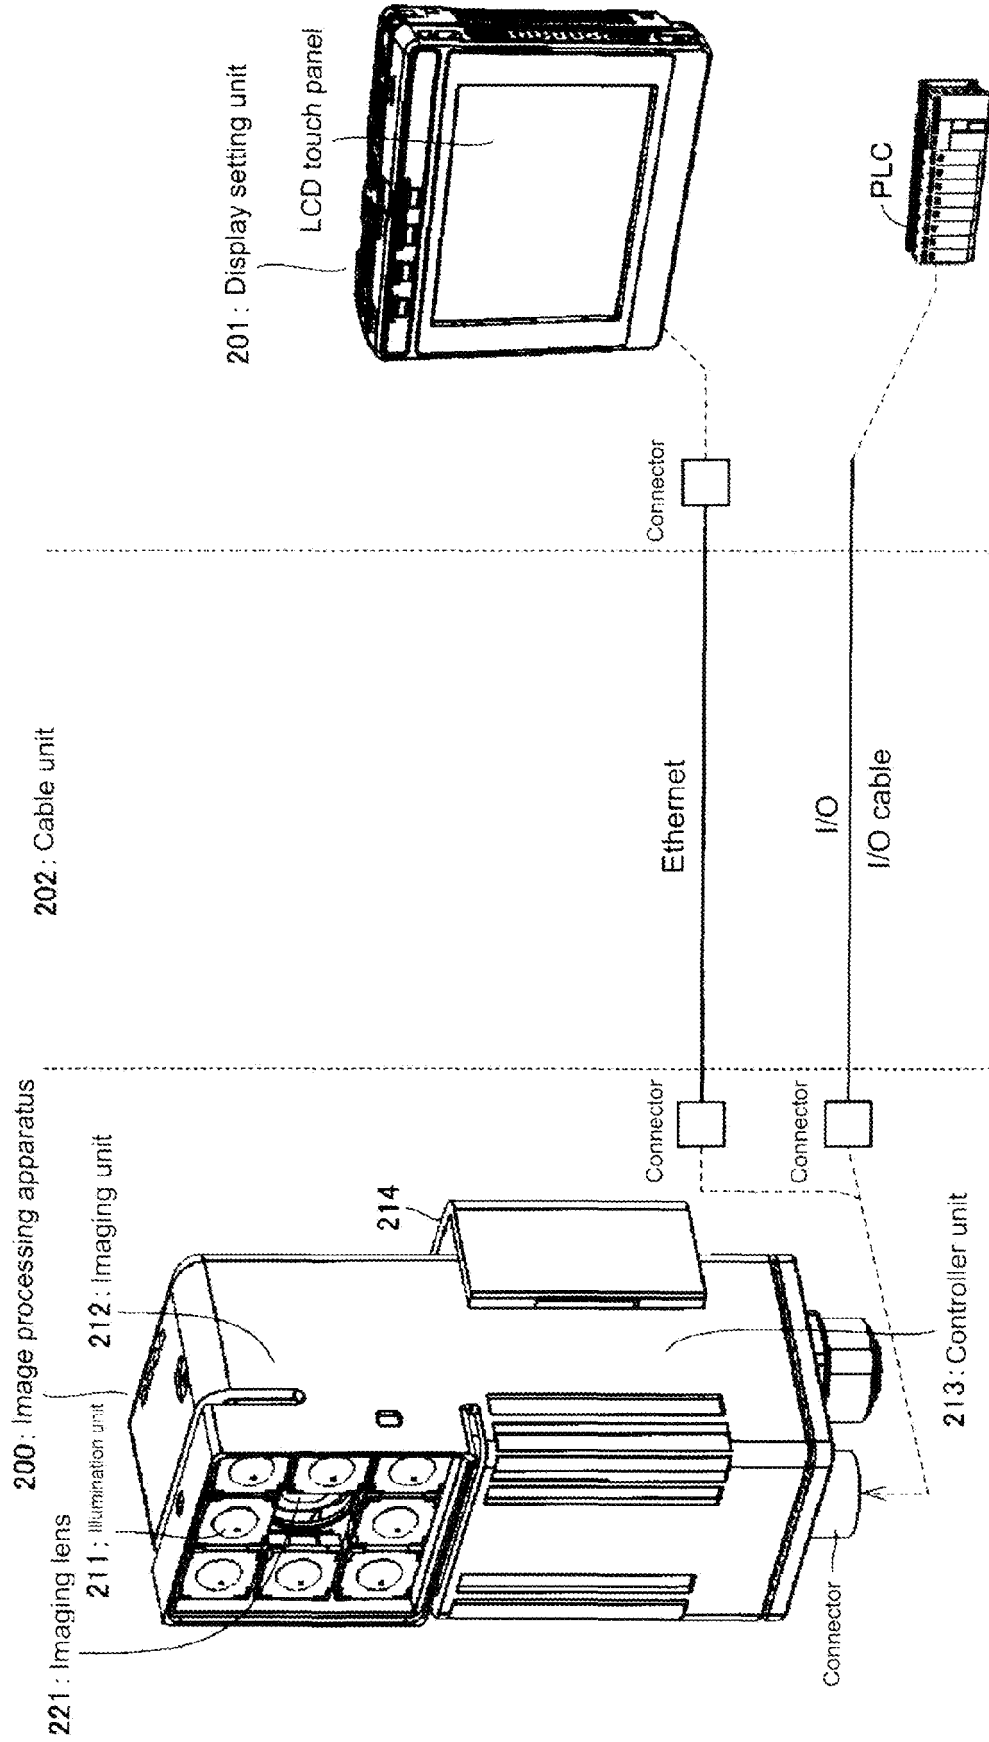 200 : Image processing apparatus
202 : Cable unit
221 : Imaging lens
211 : Illumination unit
212 : Imaging unit
201 : Display setting unit
LCD touch panel
214
Connector
Ethernet
Connector
Connector
I/O
I/O cable
PLC
Connector
213 : Controller unit